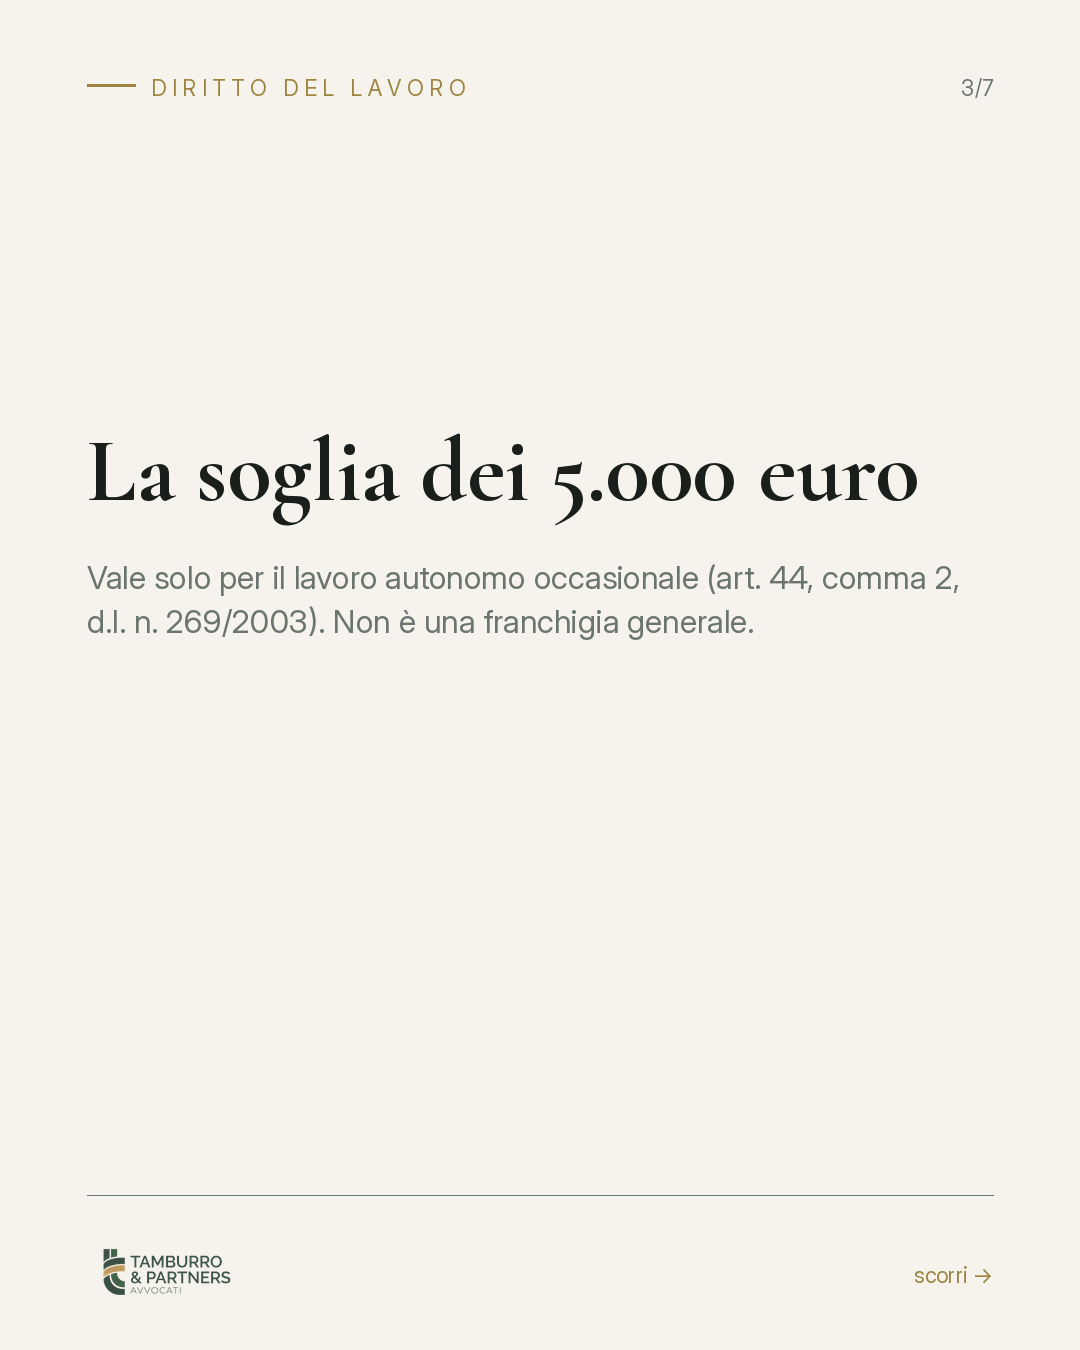 DIRITTO DEL LAVORO
3/7
La soglia dei 5.000 euro
Vale solo per il lavoro autonomo occasionale (art. 44, comma 2,
d.l. n. 269/2003). Non è una franchigia generale.
TAMBURRO
& PARTNERS
AVVOCATI
scorri →